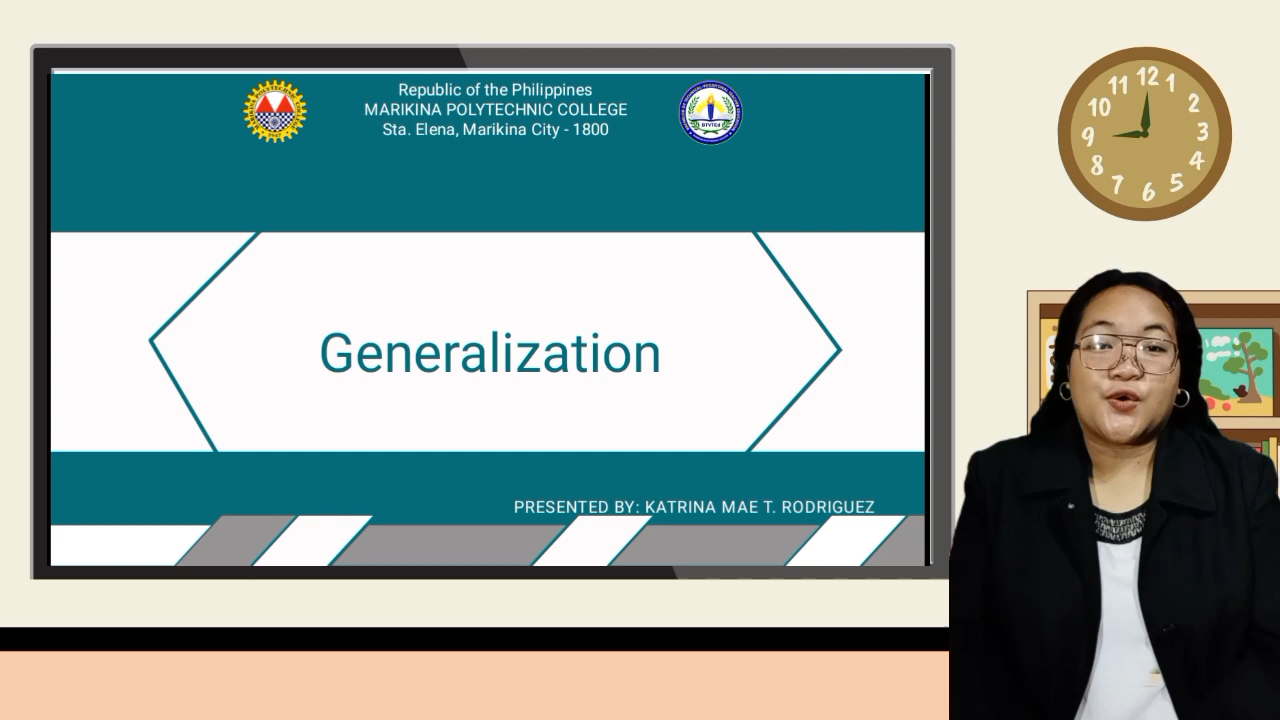 Republic of the Philippines
MARIKINA POLYTECHNIC COLLEGE
Sta. Elena, Marikina City - 1800
BTVTEd
Generalization
PRESENTED BY: KATRINA MAE T. RODRIGUEZ
12
1
2
3
4
5
6
7
8
9
10
11